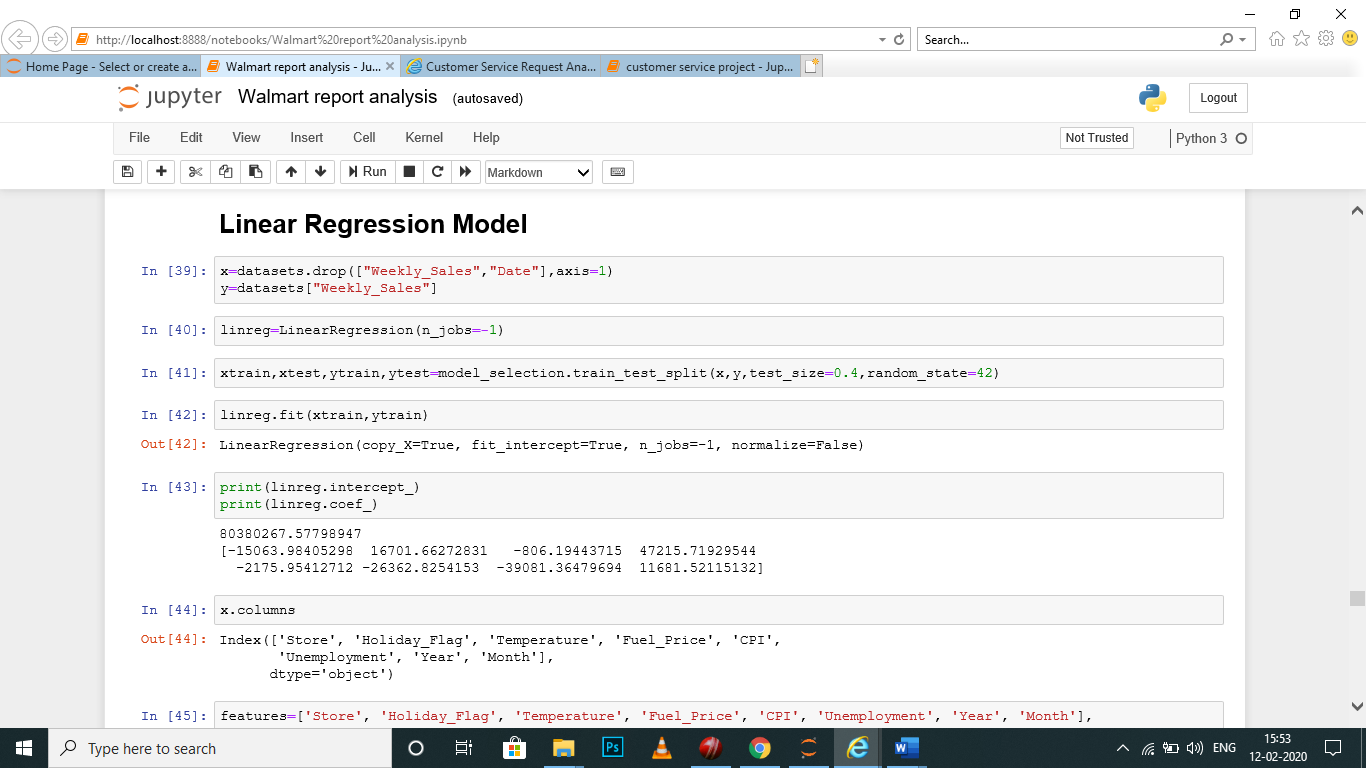 http://localhost:8888/notebooks/Walmart%20report%20analysis.ipynb
Search...
Home Page - Select or create a...
Walmart report analysis - Ju...
Customer Service Request Ana...
customer service project - Jup...
jupyter Walmart report analysis (autosaved)
Logout
File Edit View Insert Cell Kernel Help
Not Trusted
Python 3
Run
Markdown
Linear Regression Model
In [39]: x=datasets.drop(["Weekly_Sales","Date"],axis=1)
y=datasets["Weekly_Sales"]
In [40]: linreg=LinearRegression(n_jobs=-1)
In [41]: xtrain,xtest,ytrain,ytest=model_selection.train_test_split(x,y,test_size=0.4,random_state=42)
In [42]: linreg.fit(xtrain,ytrain)
Out[42]: LinearRegression(copy_X=True, fit_intercept=True, n_jobs=-1, normalize=False)
In [43]: print(linreg.intercept_)
print(linreg.coef_)
80380267.57798947
[-15063.98405298  16701.66272831   -806.19443715  47215.71929544
  -2175.95412712 -26362.8254153  -39081.36479694  11681.52115132]
In [44]: x.columns
Out[44]: Index(['Store', 'Holiday_Flag', 'Temperature', 'Fuel_Price', 'CPI',
'Unemployment', 'Year', 'Month'],
dtype='object')
In [45]: features=['Store', 'Holiday_Flag', 'Temperature', 'Fuel_Price', 'CPI', 'Unemployment', 'Year', 'Month'],
Type here to search
Ps
ENG
15:53
12-02-2020